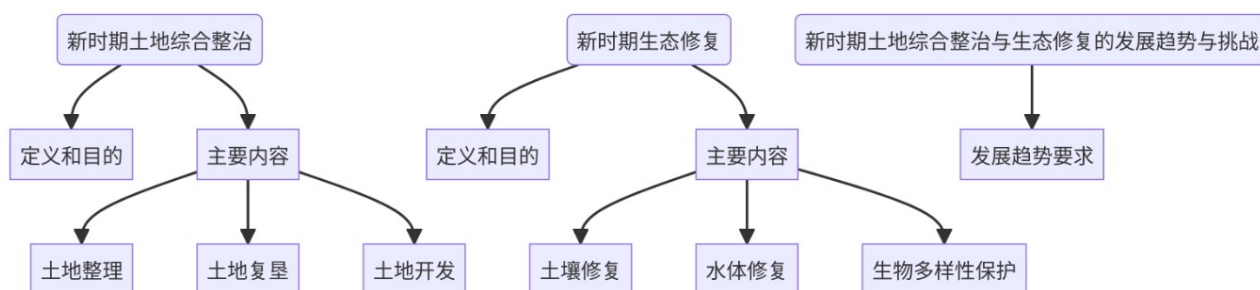 新时期土地综合整治
新时期生态修复
新时期土地综合整治与生态修复的发展趋势与挑战
定义和目的
主要内容
定义和目的
主要内容
发展趋势要求
土地整理
土地复垦
土地开发
土壤修复
水体修复
生物多样性保护